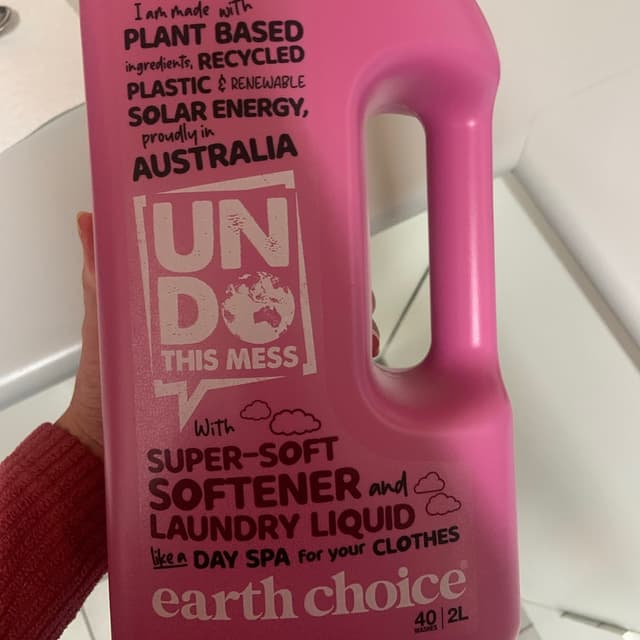 I am made with
PLANT BASED
ingredients, RECYCLED
PLASTIC & RENEWABLE
SOLAR ENERGY,
proudly in
AUSTRALIA
UN
DO
THIS MESS
With
SUPER-SOFT
SOFTENER and
LAUNDRY LIQUID
like a DAY SPA for your CLOTHES
earth choice®
40 WASHES | 2L